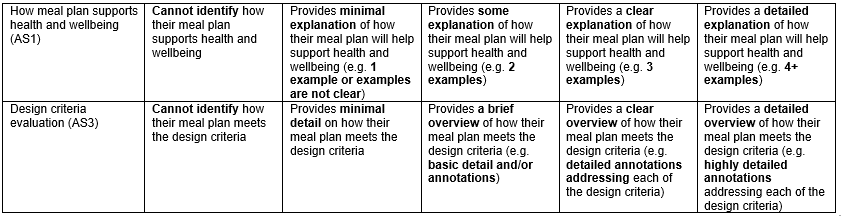 How meal plan supports
health and wellbeing
(AS1)
Cannot identify how
their meal plan
supports health and
wellbeing
Provides minimal
explanation of how
their meal plan will help
support health and
wellbeing (e.g. 1
example or examples
are not clear)
Provides some
explanation of how
their meal plan will help
support health and
wellbeing (e.g. 2
examples)
Provides a clear
explanation of how
their meal plan will help
support health and
wellbeing (e.g. 3
examples)
Provides a detailed
explanation of how
their meal plan will help
support health and
wellbeing (e.g. 4+
examples)
Design criteria
evaluation (AS3)
Cannot identify how
their meal plan meets
the design criteria
Provides minimal
detail on how their
meal plan meets the
design criteria
Provides a brief
overview of how their
meal plan meets the
design criteria (e.g.
basic detail and/or
annotations)
Provides a clear
overview of how their
meal plan meets the
design criteria (e.g.
detailed annotations
addressing each of
the design criteria)
Provides a detailed
overview of how their
meal plan meets the
design criteria (e.g.
highly detailed
annotations
addressing each of the
design criteria)